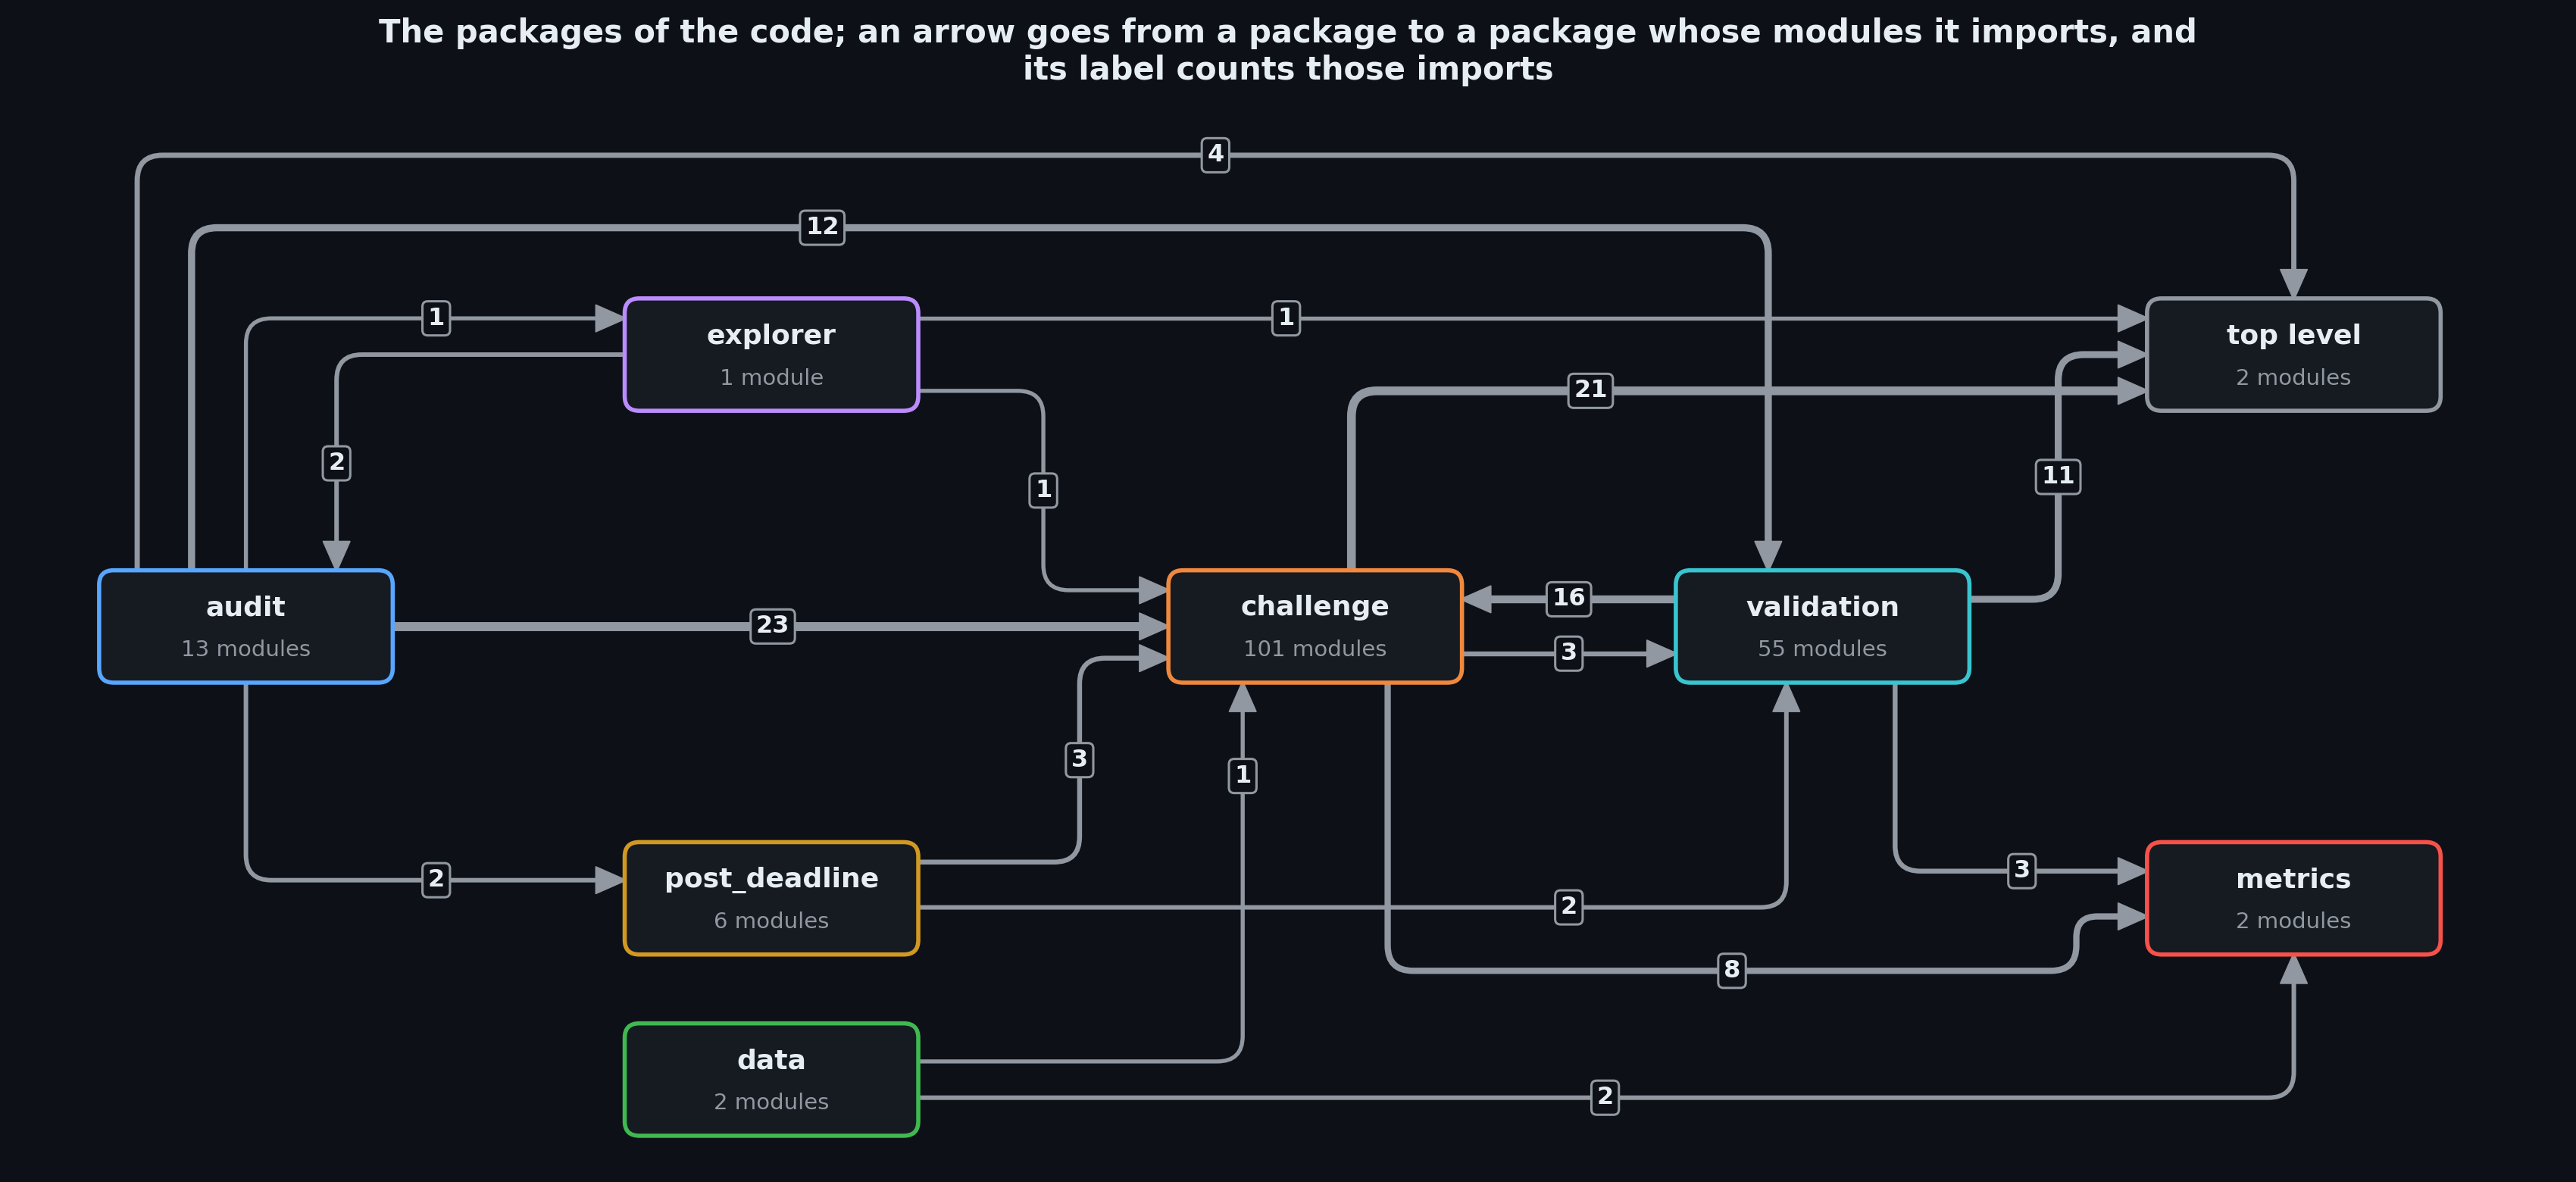 The packages of the code; an arrow goes from a package to a package whose modules it imports, and
its label counts those imports
4
12
1
explorer
1 module
1
top level
2 modules
21
2
1
11
audit
13 modules
23
challenge
101 modules
16
3
validation
55 modules
3
1
2
post_deadline
6 modules
2
3
metrics
2 modules
8
data
2 modules
2